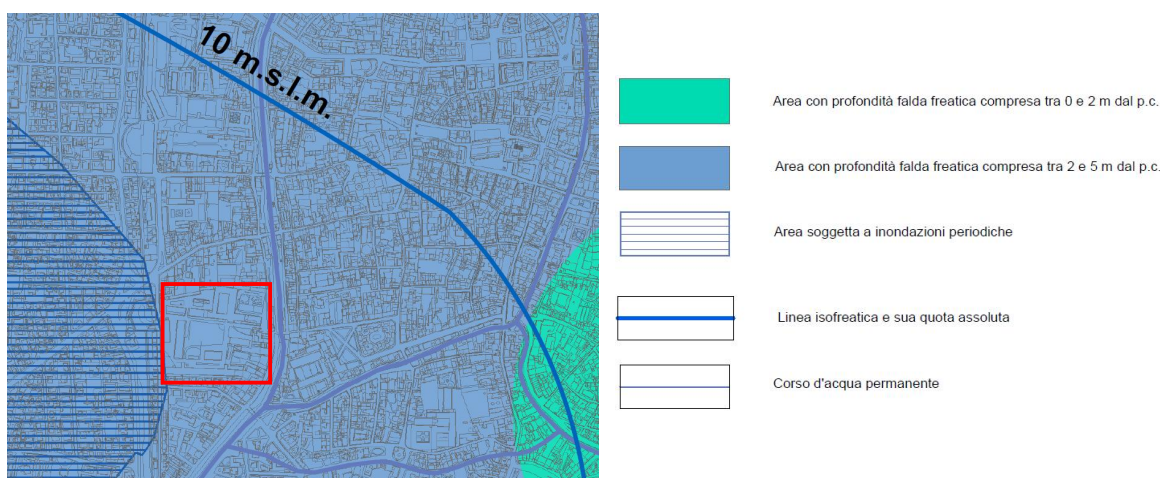 10 m.s.l.m.
Area con profondità falda freatica compresa tra 0 e 2 m dal p.c.
Area con profondità falda freatica compresa tra 2 e 5 m dal p.c.
Area soggetta a inondazioni periodiche
Linea isofreatica e sua quota assoluta
Corso d'acqua permanente